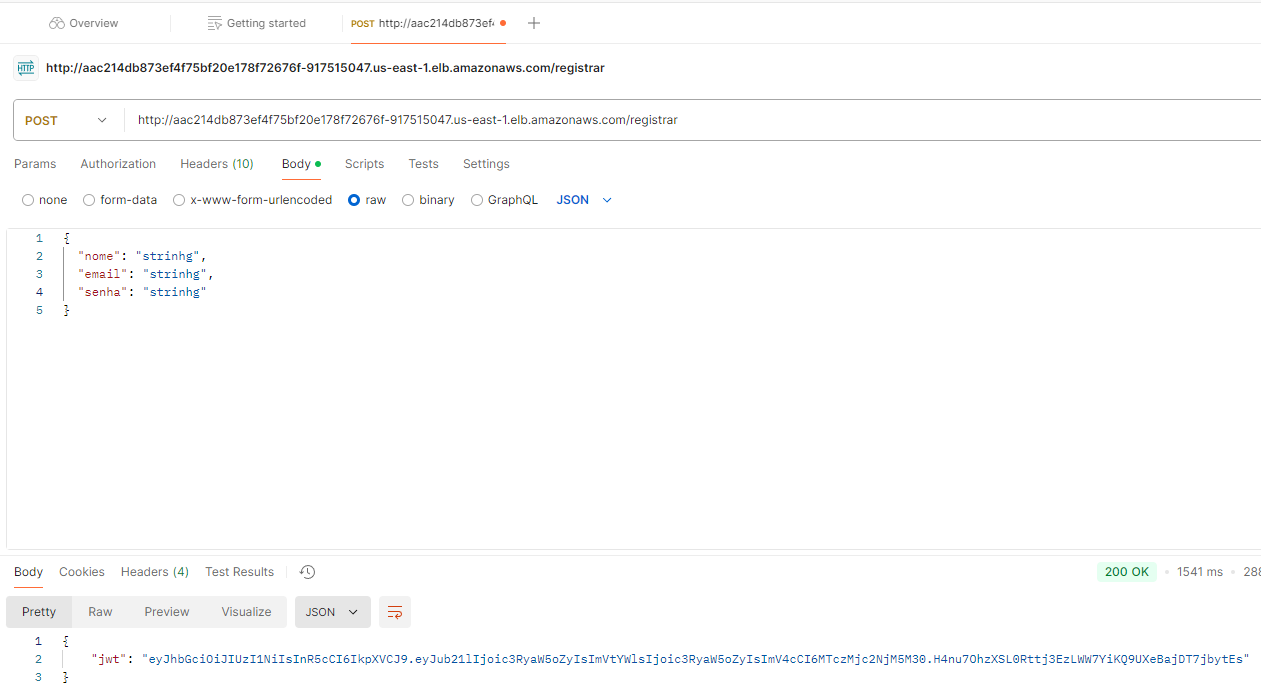 Overview
Getting started
POST http://aac214db873ef4
HTTP http://aac214db873ef4f75bf20e178f72676f-917515047.us-east-1.elb.amazonaws.com/registrar
POST http://aac214db873ef4f75bf20e178f72676f-917515047.us-east-1.elb.amazonaws.com/registrar
Params Authorization Headers (10) Body Scripts Tests Settings
none form-data x-www-form-urlencoded raw binary GraphQL JSON
1 {
2 "nome": "strinhg",
3 "email": "strinhg",
4 "senha": "strinhg"
5 }
Body Cookies Headers (4) Test Results 200 OK 1541 ms 288
Pretty Raw Preview Visualize JSON
1 {
2 "jwt": "eyJhbGciOiJIUzI1NiIsInR5cCI6IkpXVCJ9.eyJub21lIjoic3RyaW5oZyIsImVtYWlsIjoic3RyaW5oZyIsImV4cCI6MTczMjc2NjM5M30.H4nu7OhzXSL0Rttj3EzLWW7YiKQ9UXeBajDT7jbytEs"
3 }